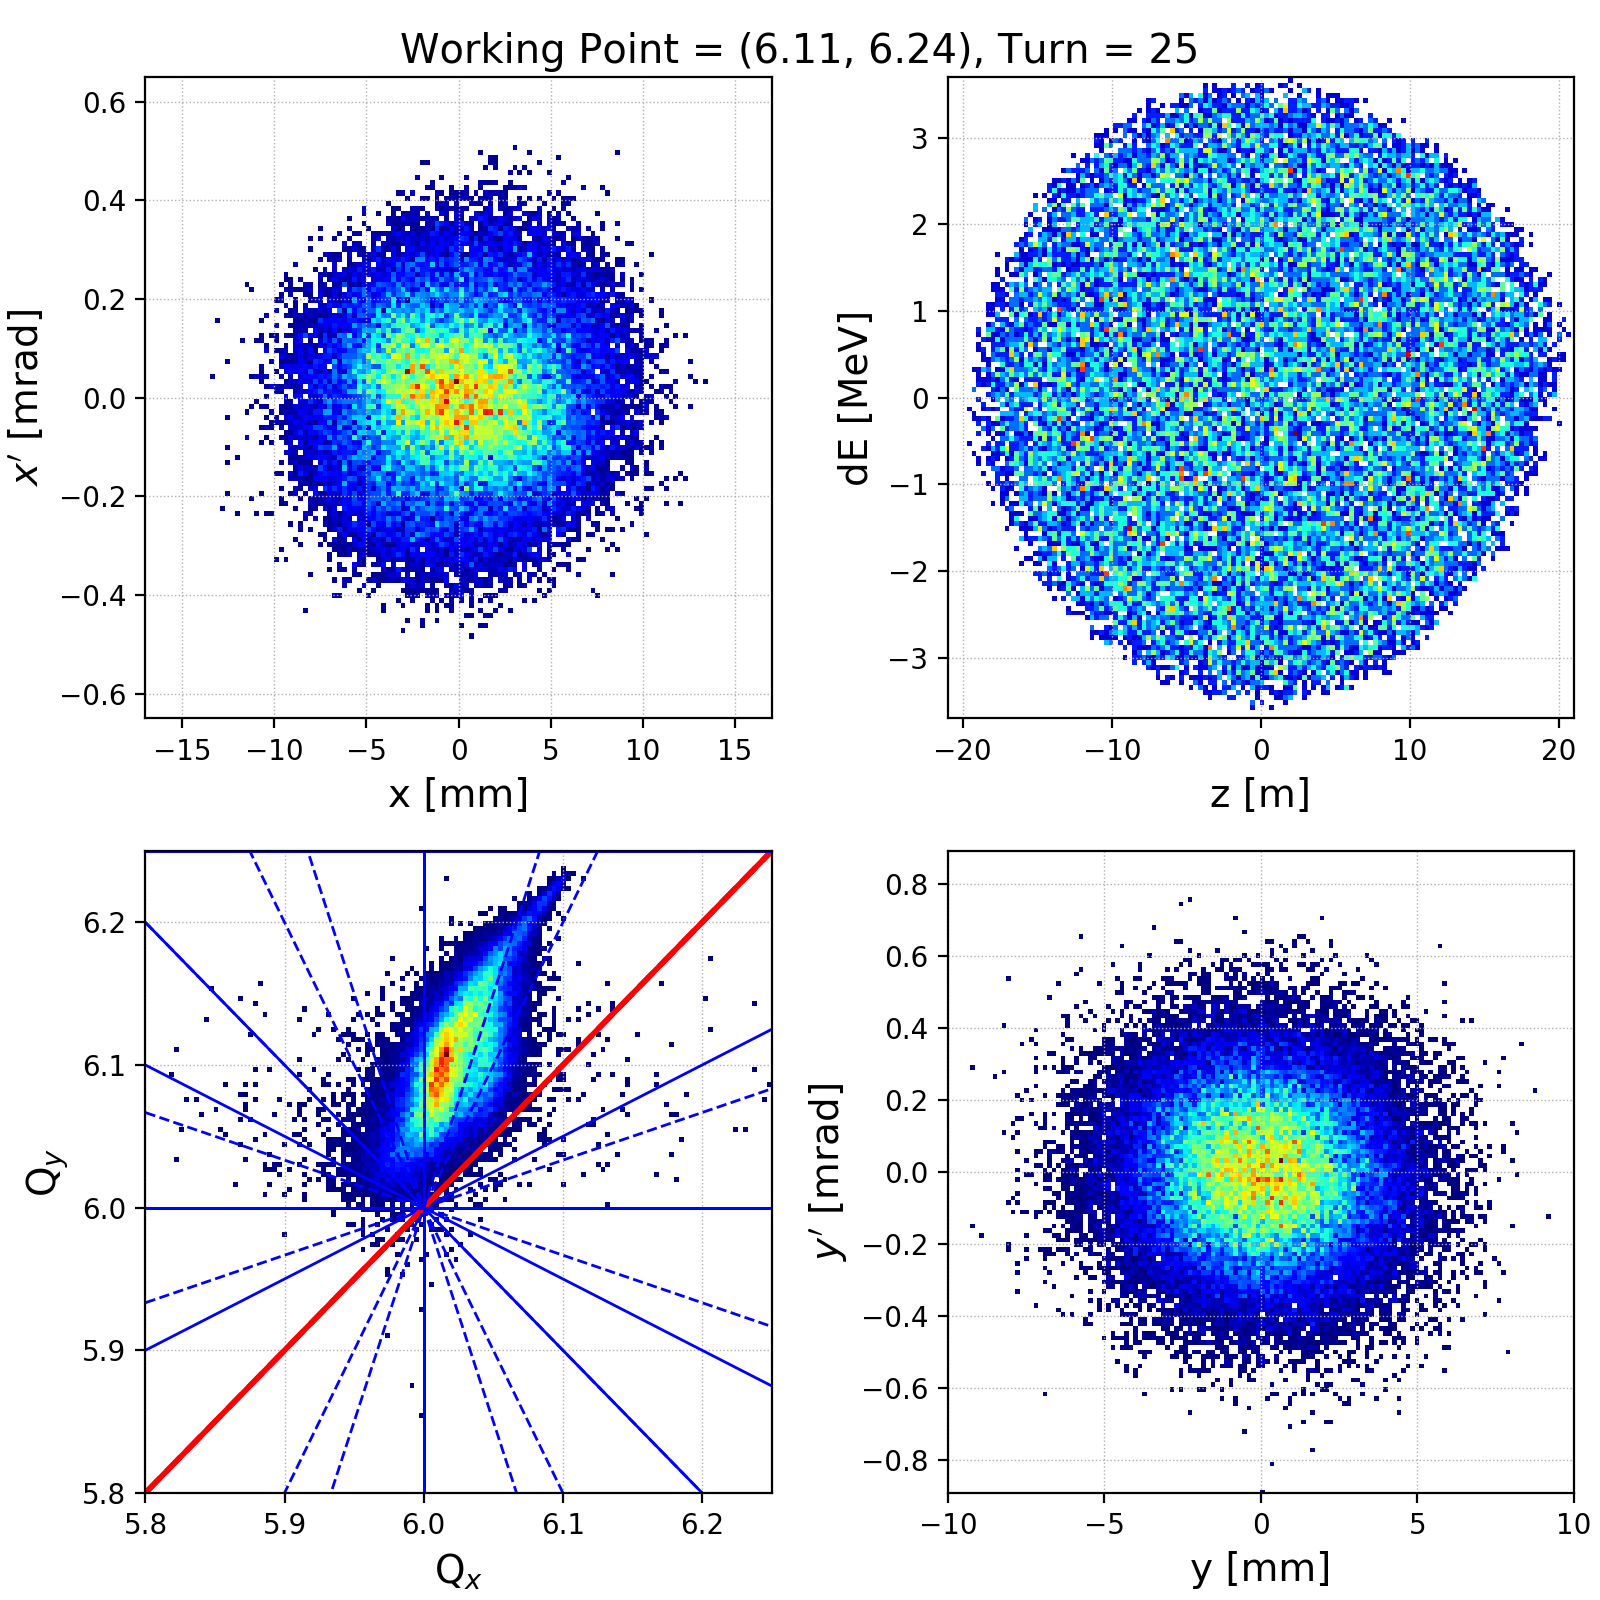 Working Point = (6.11, 6.24), Turn = 25
0.6
0.4
0.2
0.0
−0.2
−0.4
−0.6
x′ [mrad]
−15 −10 −5 0 5 10 15
x [mm]
3
2
1
0
−1
−2
−3
dE [MeV]
−20 −10 0 10 20
z [m]
6.2
6.1
6.0
5.9
5.8
Qy
5.8 5.9 6.0 6.1 6.2
Qx
0.8
0.6
0.4
0.2
0.0
−0.2
−0.4
−0.6
−0.8
y′ [mrad]
−10 −5 0 5 10
y [mm]